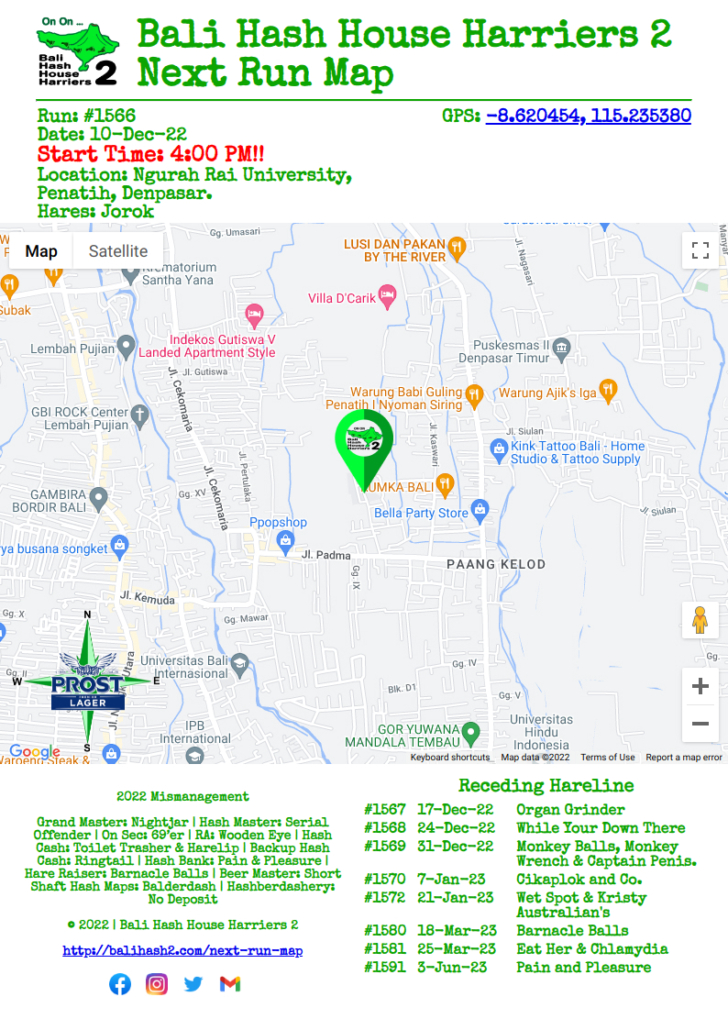 On On ...
Bali
Hash
House
Harriers 2
Bali Hash House Harriers 2
Next Run Map
Run: #1566
GPS: -8.620454, 115.235380
Date: 10-Dec-22
Start Time: 4:00 PM!!
Location: Ngurah Rai University,
Penatih, Denpasar.
Hares: Jorok
Map
Satellite
Gg. Umasari
LUSI DAN PAKAN
BY THE RIVER
Jl. Nagasari
Krematorium
Santha Yana
Subak
Villa D'Carik
Indekos Gutiswa V
Landed Apartment Style
Lembah Pujian
Puskesmas II
Denpasar Timur
Jl. Gutiswa
Jl. Cekomaria
Warung Babi Guling
Penatih | Nyoman Siring
Warung Ajik's Iga
GBI ROCK Center
Lembah Pujian
ON ON
Bali
Hash
House
Harriers 2
Jl. Kaswari
Jl. Siulan
Kink Tattoo Bali - Home
Studio & Tattoo Supply
Jl. Pertulaka
Jl. Cekomaria
Gg. XV
GAMBIRA
BORDIR BALI
UMKA BALI
Bella Party Store
Jl. Siulan
Ppopshop
ya busana songket
Jl. Padma
PAANG KELOD
Gg. IX
Jl. Kemuda
Gg. X
Gg. Mawar
N
W
E
S
PROST
LAGER
Universitas Bali
Internasional
Utara
Jl. N
Gg. IV
Blk. D1
Gg. V
IPB
International
GOR YUWANA
MANDALA TEMBAU
Universitas
Hindu
Indonesia
Google
Waroeng Steak &
Keyboard shortcuts
Map data ©2022
Terms of Use
Report a map error
2022 Mismanagement
Grand Master: Nightjar | Hash Master: Serial
Offender | On Sec: 69'er | RA: Wooden Eye | Hash
Cash: Toilet Trasher & Harelip | Backup Hash
Cash: Ringtail | Hash Bank: Pain & Pleasure |
Hare Raiser: Barnacle Balls | Beer Master: Short
Shaft Hash Maps: Balderdash | Hashberdashery:
No Deposit
© 2022 | Bali Hash House Harriers 2
http://balihash2.com/next-run-map
Receding Hareline
#1567 17-Dec-22 Organ Grinder
#1568 24-Dec-22 While Your Down There
#1569 31-Dec-22 Monkey Balls, Monkey
Wrench & Captain Penis.
#1570 7-Jan-23 Cikaplok and Co.
#1572 21-Jan-23 Wet Spot & Kristy
Australian's
#1580 18-Mar-23 Barnacle Balls
#1581 25-Mar-23 Eat Her & Chlamydia
#1591 3-Jun-23 Pain and Pleasure